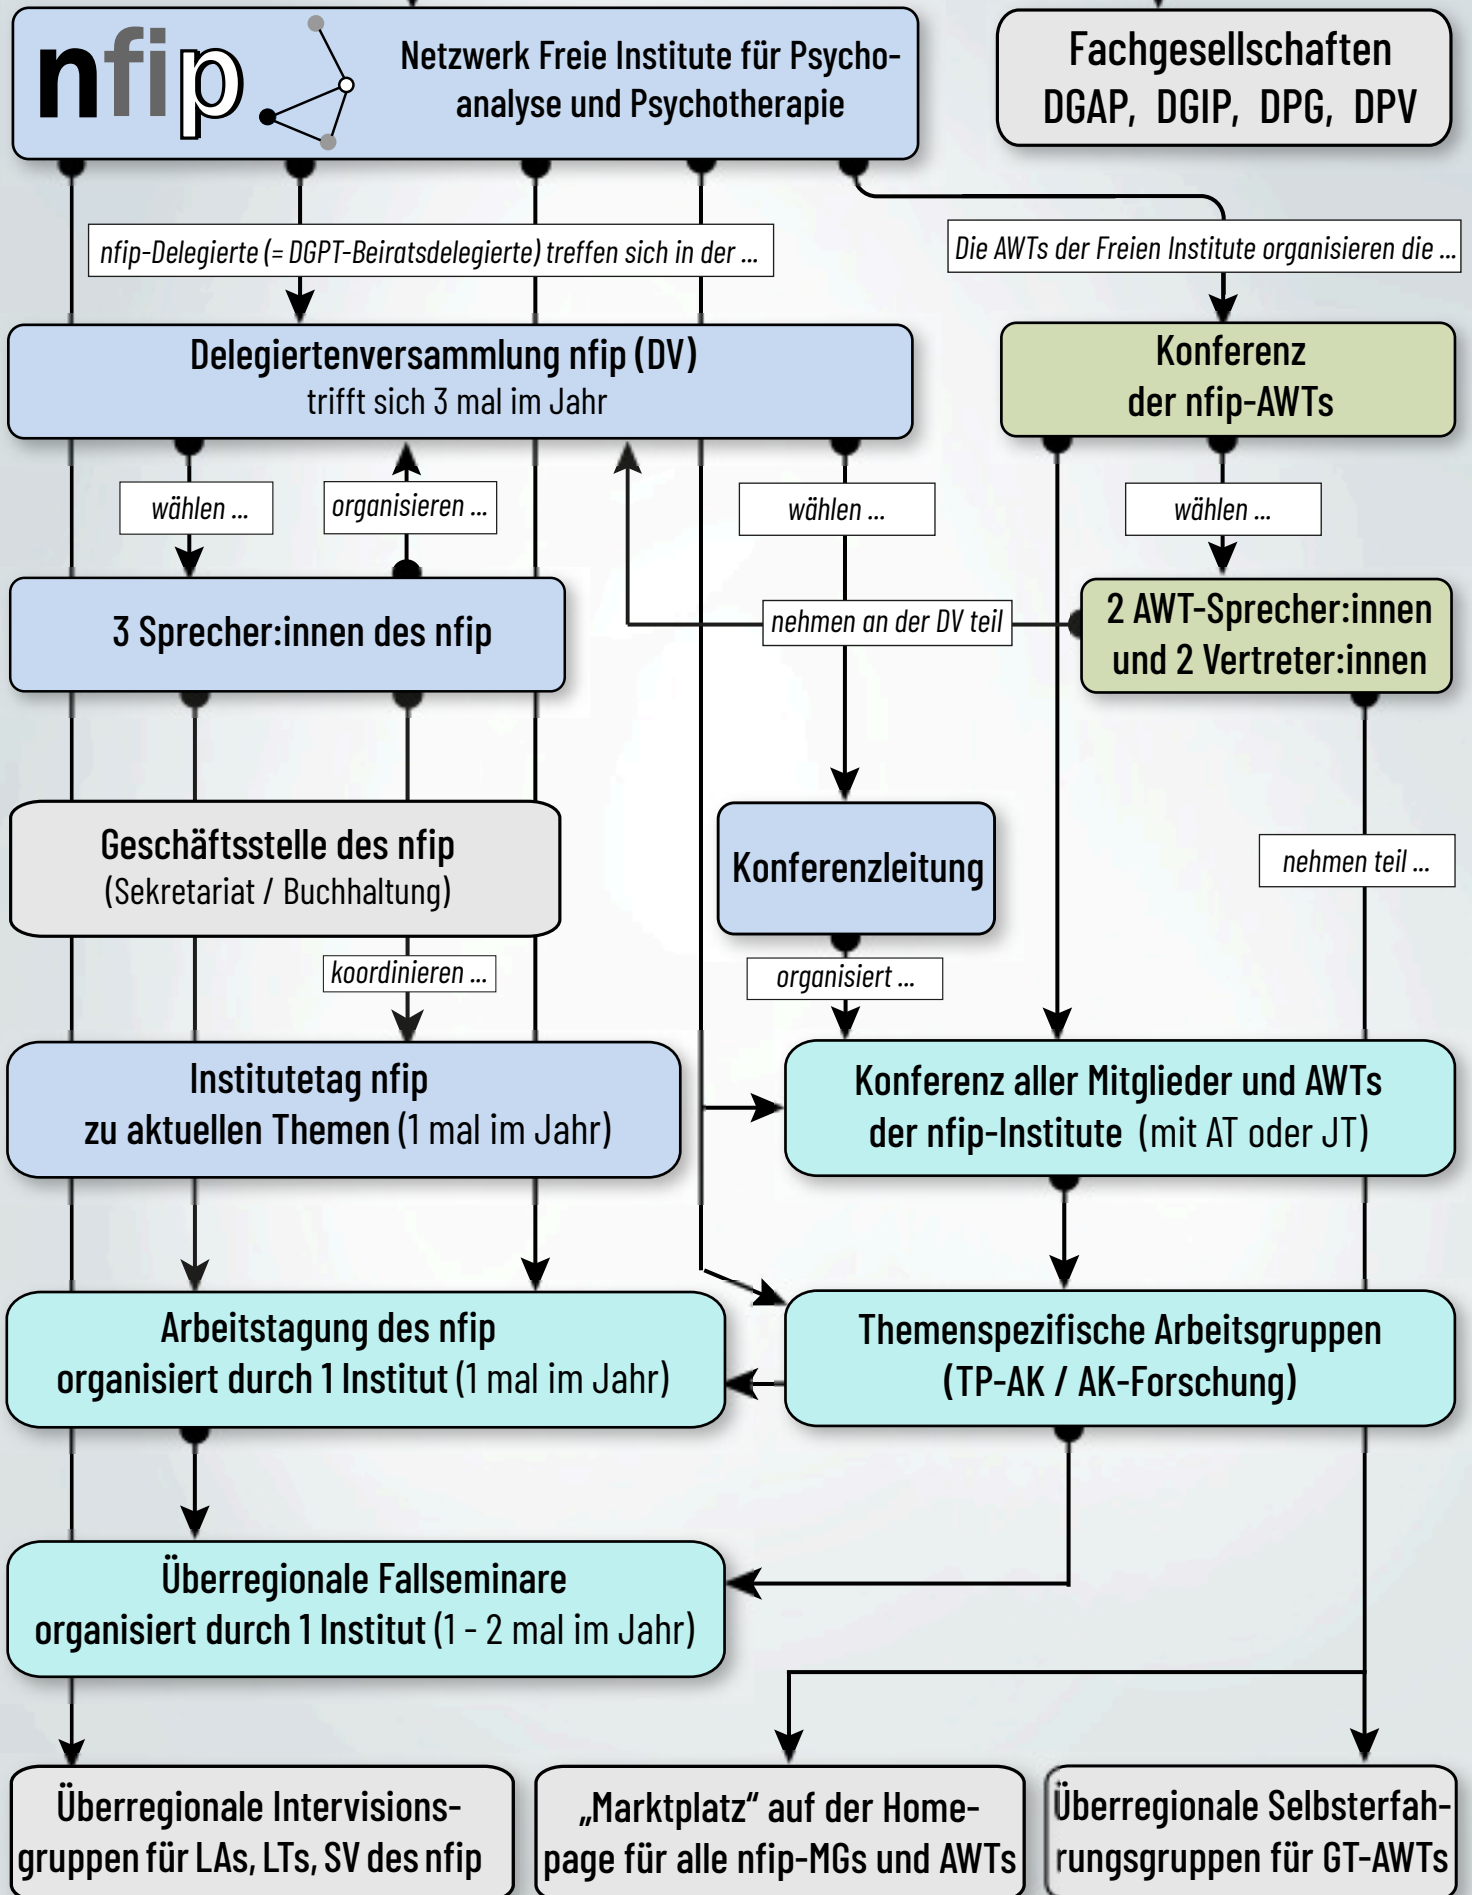 nfip
Netzwerk Freie Institute für Psycho-
analyse und Psychotherapie
Fachgesellschaften
DGAP, DGIP, DPG, DPV
nfip-Delegierte (= DGPT-Beiratsdelegierte) treffen sich in der ...
Die AWTs der Freien Institute organisieren die ...
Delegiertenversammlung nfip (DV)
trifft sich 3 mal im Jahr
Konferenz
der nfip-AWTs
wählen ...
organisieren ...
wählen ...
wählen ...
3 Sprecher:innen des nfip
nehmen an der DV teil
2 AWT-Sprecher:innen
und 2 Vertreter:innen
Geschäftsstelle des nfip
(Sekretariat / Buchhaltung)
Konferenzleitung
nehmen teil ...
koordinieren ...
organisiert ...
Institutetag nfip
zu aktuellen Themen (1 mal im Jahr)
Konferenz aller Mitglieder und AWTs
der nfip-Institute (mit AT oder JT)
Arbeitstagung des nfip
organisiert durch 1 Institut (1 mal im Jahr)
Themenspezifische Arbeitsgruppen
(TP-AK / AK-Forschung)
Überregionale Fallseminare
organisiert durch 1 Institut (1 - 2 mal im Jahr)
Überregionale Intervisions-
gruppen für LAs, LTs, SV des nfip
„Marktplatz“ auf der Home-
page für alle nfip-MGs und AWTs
Überregionale Selbsterfah-
rungsgruppen für GT-AWTs